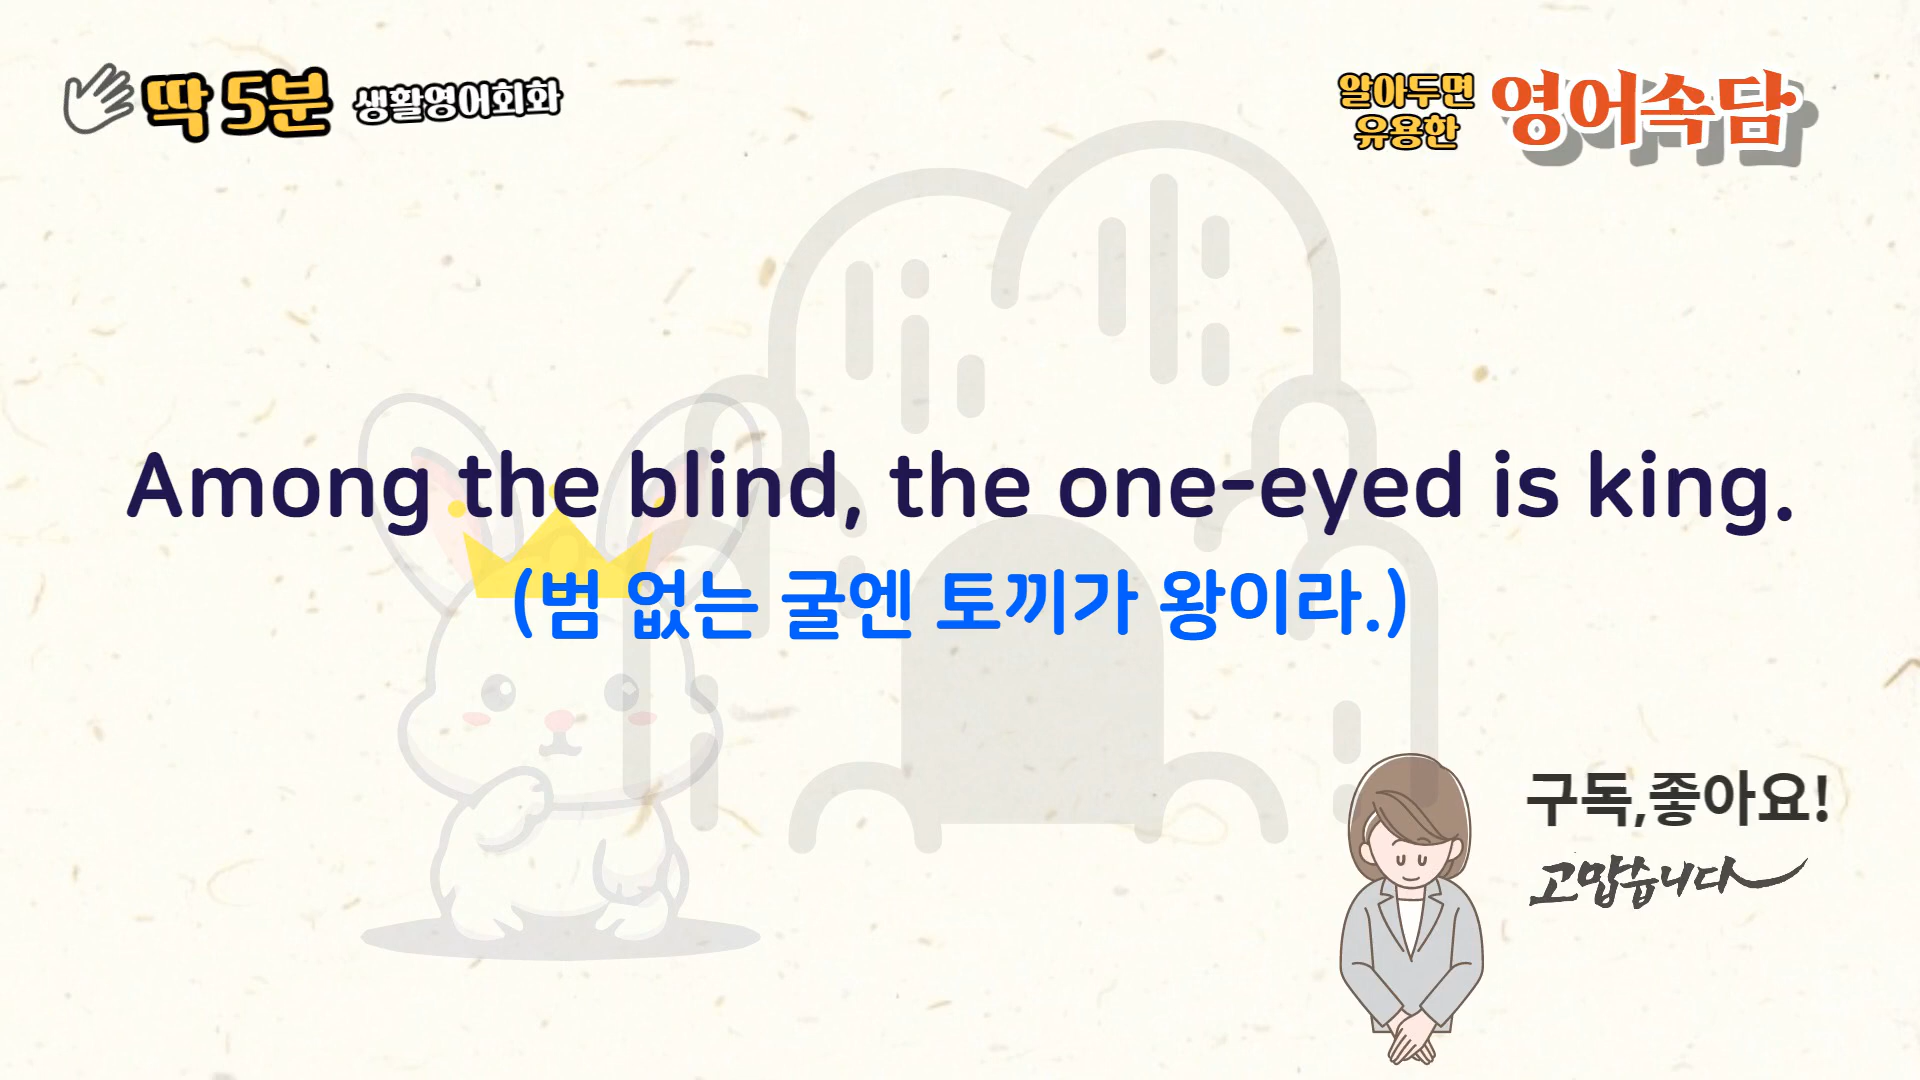 딱 5분 생활영어회화
알아두면
유용한
영어속담
Among the blind, the one-eyed is king.
(범 없는 굴엔 토끼가 왕이라.)
구독,좋아요!
고맙습니다